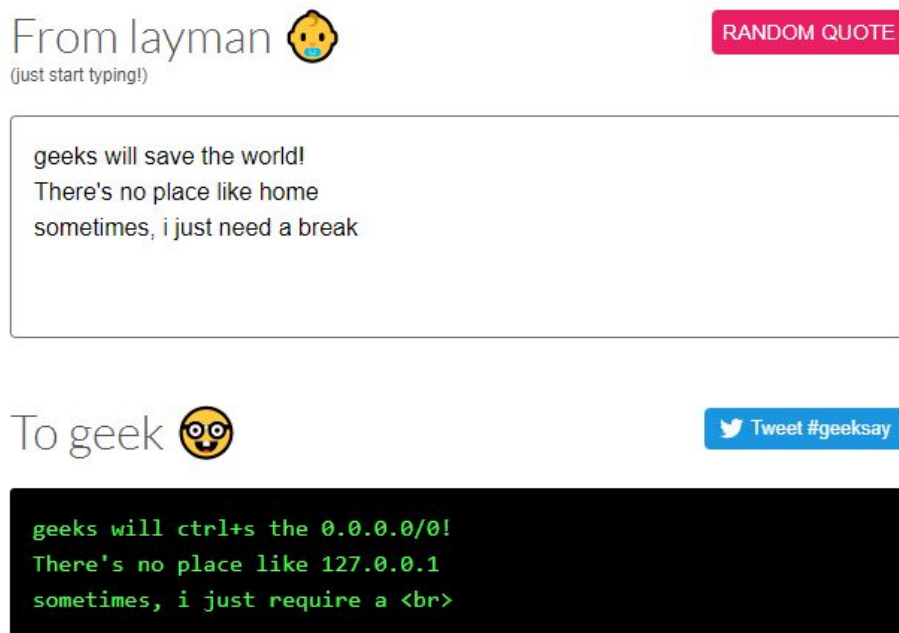 From layman
RANDOM QUOTE
(just start typing!)
geeks will save the world!
There's no place like home
sometimes, i just need a break
To geek
Tweet #geeksay
geeks will ctrl+s the 0.0.0.0/0!
There's no place like 127.0.0.1
sometimes, i just require a <br>